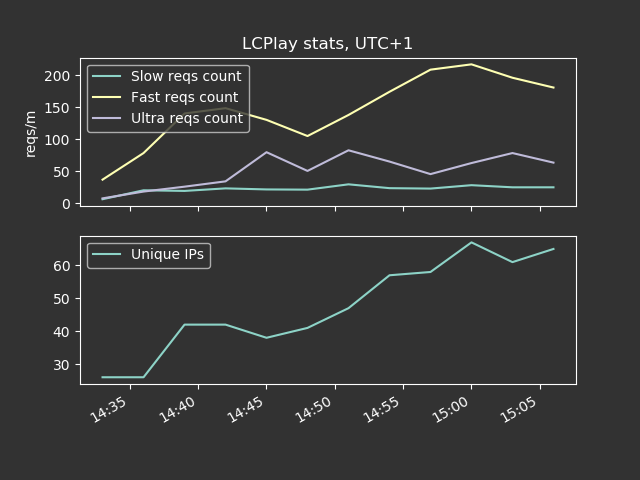 LCPlay stats, UTC+1
reqs/m
200
150
100
50
0
Slow reqs count
Fast reqs count
Ultra reqs count
60
50
40
30
Unique IPs
14:35
14:40
14:45
14:50
14:55
15:00
15:05